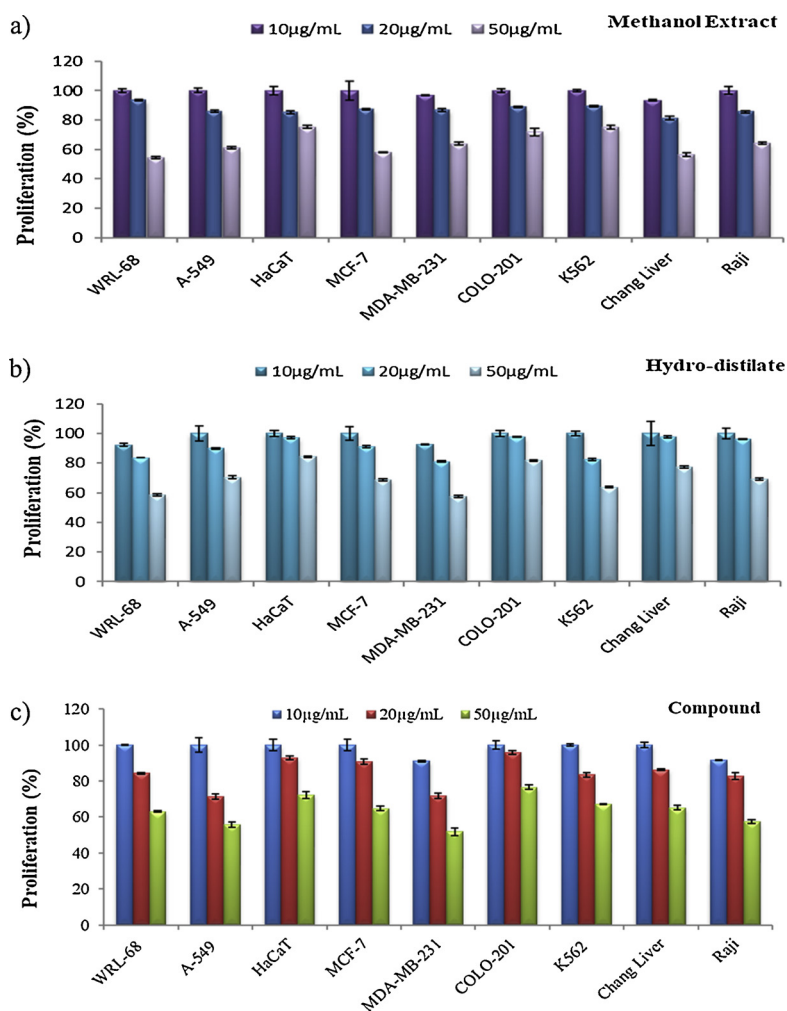 a)
Methanol Extract
10µg/mL 20µg/mL 50µg/mL
Proliferation (%)
120
100
80
60
40
20
0
WRL-68 A-549 HaCaT MCF-7 MDA-MB-231 COLO-201 K562 Chang Liver Raji
b)
Hydro-distilate
10µg/mL 20µg/mL 50µg/mL
Proliferation (%)
120
100
80
60
40
20
0
WRL-68 A-549 HaCaT MCF-7 MDA-MB-231 COLO-201 K562 Chang Liver Raji
c)
Compound
10µg/mL 20µg/mL 50µg/mL
Proliferation (%)
120
100
80
60
40
20
0
WRL-68 A-549 HaCaT MCF-7 MDA-MB-231 COLO-201 K562 Chang Liver Raji